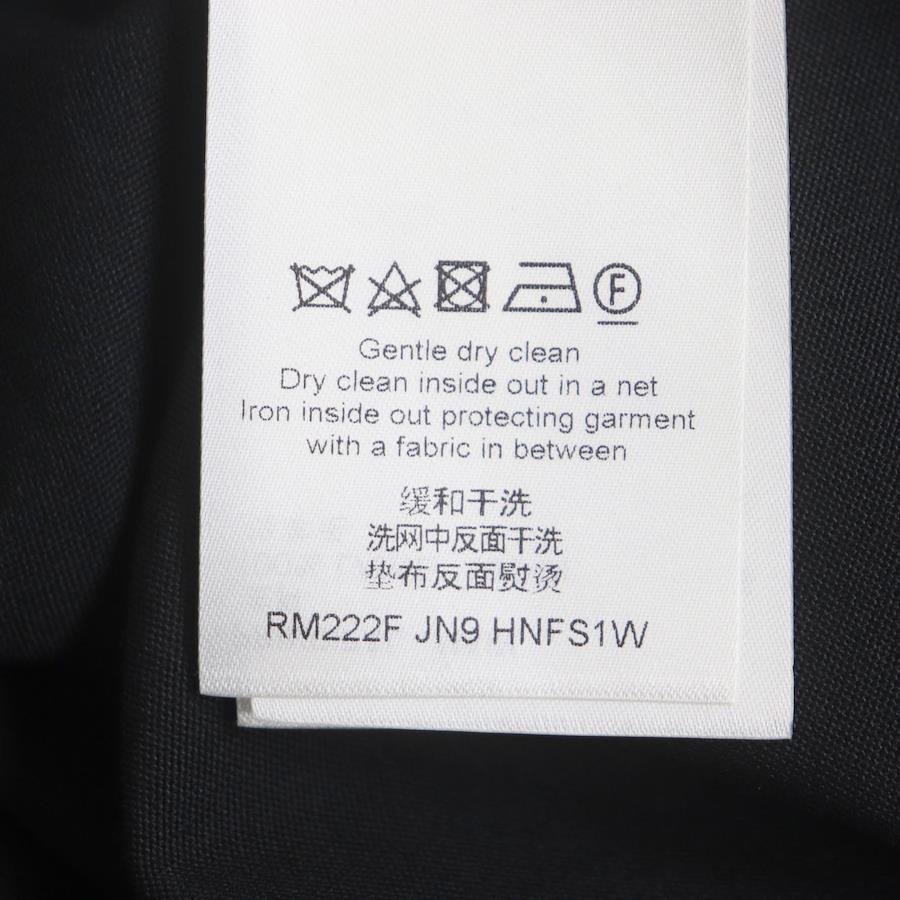 F
Gentle dry clean
Dry clean inside out in a net
Iron inside out protecting garment
with a fabric in between
缓和干洗
洗网中反面干洗
垫布反面熨烫
RM222F JN9 HNFS1W